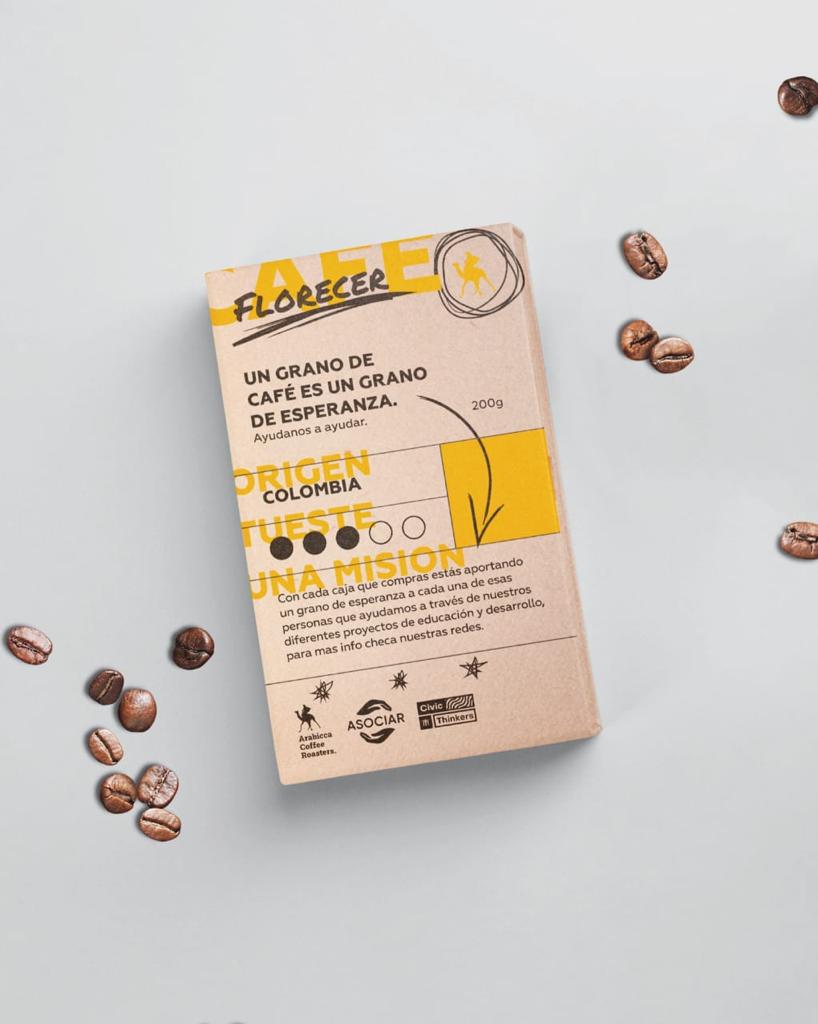 CAFÉ
FLORECER
UN GRANO DE
CAFÉ ES UN GRANO
DE ESPERANZA.
Ayudanos a ayudar.
200g
ORIGEN
COLOMBIA
TUESTE
UNA MISION
Con cada caja que compras estás aportando
un grano de esperanza a cada una de esas
personas que ayudamos a través de nuestros
diferentes proyectos de educación y desarrollo,
para mas info checa nuestras redes.
Arabicca
Coffee
Roasters.
ASOCIAR
Civic
Thinkers